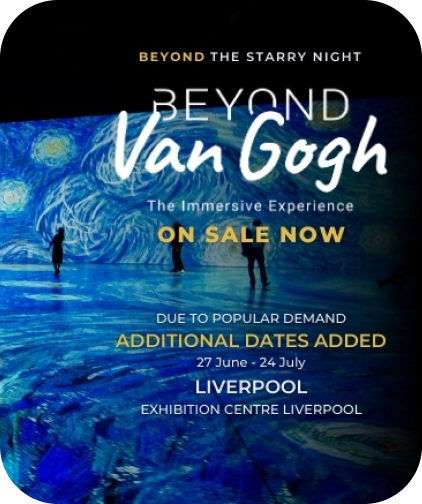 BEYOND THE STARRY NIGHT
BEYOND
Van Gogh
The Immersive Experience
ON SALE NOW
DUE TO POPULAR DEMAND
ADDITIONAL DATES ADDED
27 June - 24 July
LIVERPOOL
EXHIBITION CENTRE LIVERPOOL